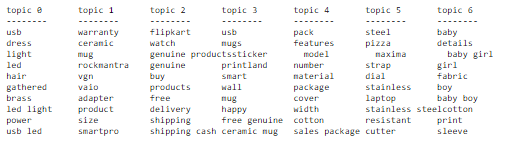 topic 0 topic 1 topic 2 topic 3 topic 4 topic 5 topic 6
-------- -------- -------- -------- -------- -------- --------
usb warranty flipkart usb pack steel baby
dress ceramic watch mugs features pizza details
light mug genuine productssticker model maxima baby girl
led rockmantra genuine printland number strap girl
hair vgn buy smart material dial fabric
gathered vaio products wall package stainless boy
brass adapter free mug cover laptop baby boy
led light product delivery happy width stainless steelcotton
power size shipping free genuine cotton resistant print
usb led smartpro shipping cash ceramic mug sales package cutter sleeve